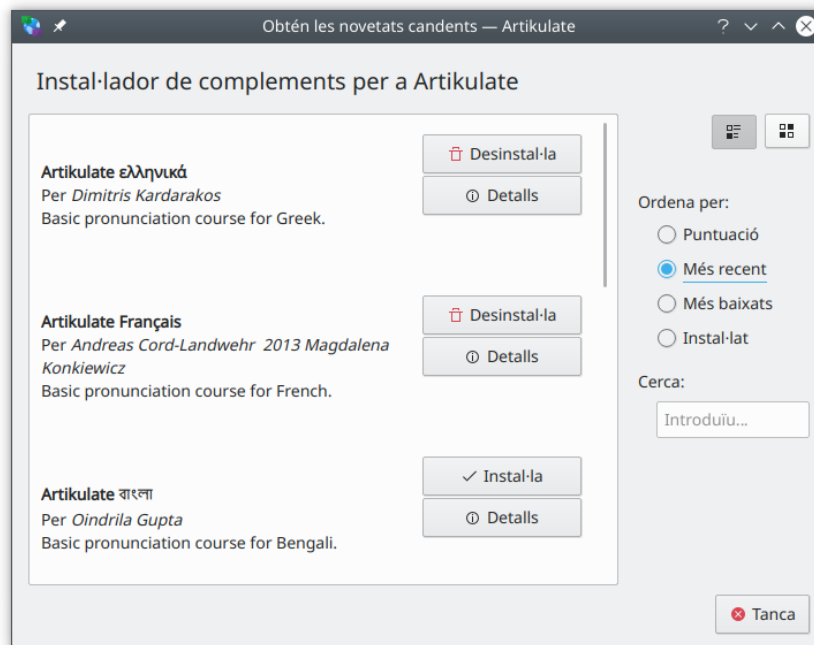 Obtén les novetats candents — Artikulate
Instal·lador de complements per a Artikulate
Artikulate ελληνικά
Per Dimitris Kardarakos
Basic pronunciation course for Greek.
Desinstal·la
Detalls
Artikulate Français
Per Andreas Cord-Landwehr 2013 Magdalena
Konkiewicz
Basic pronunciation course for French.
Desinstal·la
Detalls
Artikulate বাংলা
Per Oindrila Gupta
Basic pronunciation course for Bengali.
Instal·la
Detalls
Ordena per:
Puntuació
Més recent
Més baixats
Instal·lat
Cerca:
Introduïu...
Tanca